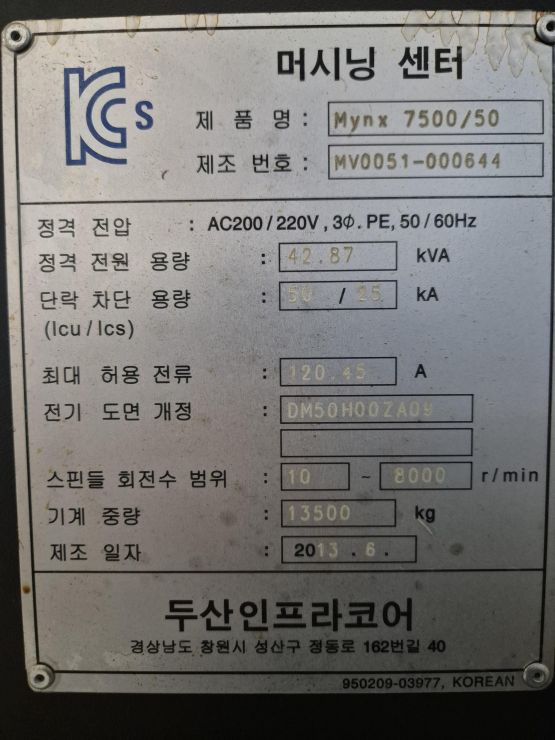 KCs
머시닝 센터
제 품 명 : Mynx 7500/50
제조 번호 : MV0051-000644
정격 전압 : AC200/220V, 3Φ. PE, 50/60Hz
정격 전원 용량 : 42.87 kVA
단락 차단 용량 : 50 / 25 kA
(Icu/Ics)
최대 허용 전류 : 120.45 A
전기 도면 개정 : DM50H00ZA09
스핀들 회전수 범위 : 10 ~ 8000 r/min
기계 중량 : 13500 kg
제조 일자 : 2013 . 6 .
두산인프라코어
경상남도 창원시 성산구 정동로 162번길 40
950209-03977, KOREAN